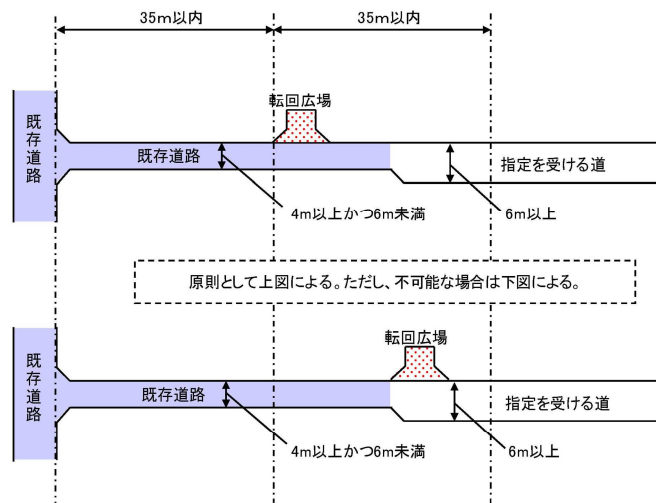 35m以内
35m以内
転回広場
既存道路
既存道路
指定を受ける道
4m以上かつ6m未満
6m以上
原則として上図による。ただし、不可能な場合は下図による。
転回広場
既存道路
既存道路
指定を受ける道
4m以上かつ6m未満
6m以上